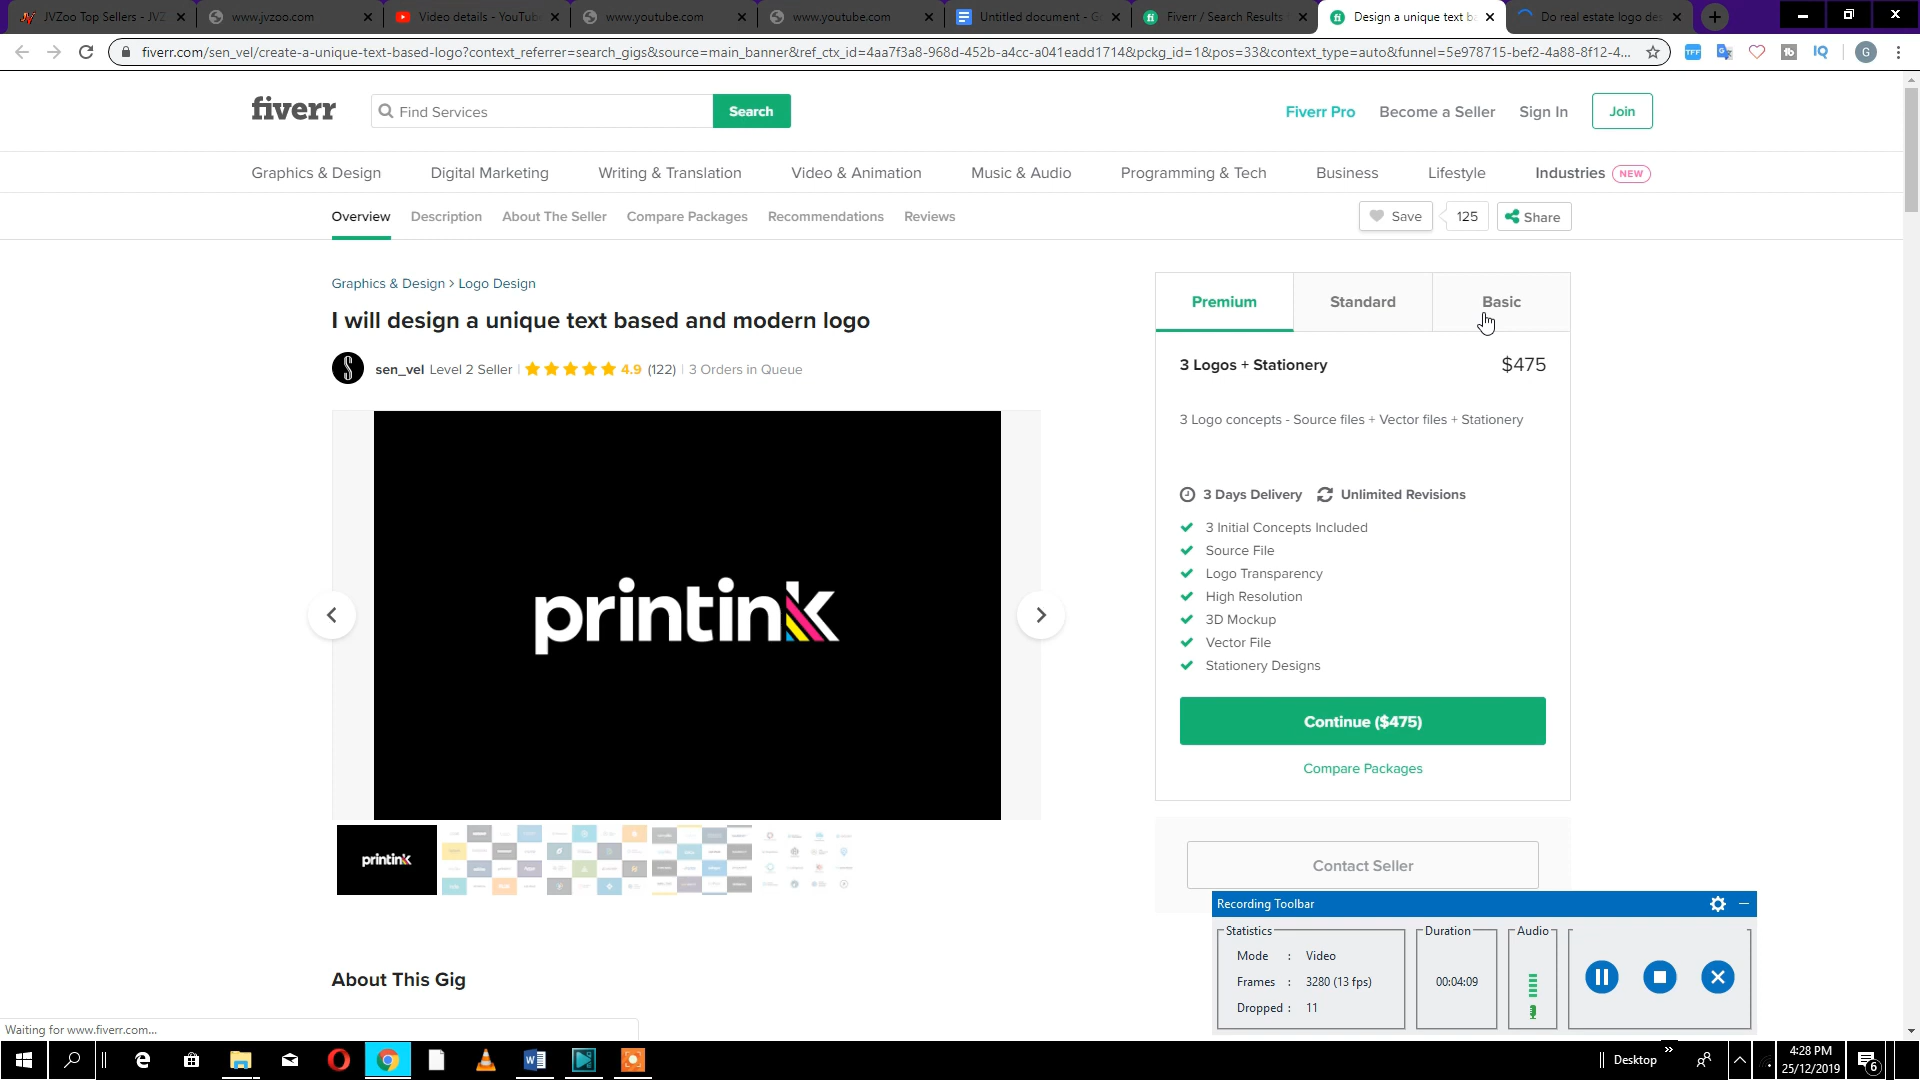 JVZoo Top Sellers - JVZ
www.jvzoo.com
Video details - YouTub
www.youtube.com
www.youtube.com
Untitled document - G
Fiverr / Search Results
Design a unique text b
Do real estate logo des
fiverr.com/sen_vel/create-a-unique-text-based-logo?context_referrer=search_gigs&source=main_banner&ref_ctx_id=4aa7f3a8-968d-452b-a4cc-a041eadd1714&pckg_id=1&pos=33&context_type=auto&funnel=5e978715-bef2-4a88-8f12-4...
TFF
IQ
G
fiverr
Find Services
Search
Fiverr Pro
Become a Seller
Sign In
Join
Graphics & Design
Digital Marketing
Writing & Translation
Video & Animation
Music & Audio
Programming & Tech
Business
Lifestyle
Industries NEW
Overview
Description
About The Seller
Compare Packages
Recommendations
Reviews
Save
125
Share
Graphics & Design > Logo Design
I will design a unique text based and modern logo
sen_vel Level 2 Seller 4.9 (122) 3 Orders in Queue
printink
printink
About This Gig
Premium
Standard
Basic
3 Logos + Stationery $475
3 Logo concepts - Source files + Vector files + Stationery
3 Days Delivery Unlimited Revisions
3 Initial Concepts Included
Source File
Logo Transparency
High Resolution
3D Mockup
Vector File
Stationery Designs
Continue ($475)
Compare Packages
Contact Seller
Recording Toolbar
Statistics
Mode : Video
Frames : 3280 (13 fps)
Dropped : 11
Duration
00:04:09
Audio
Waiting for www.fiverr.com...
Desktop
4:28 PM
25/12/2019
6